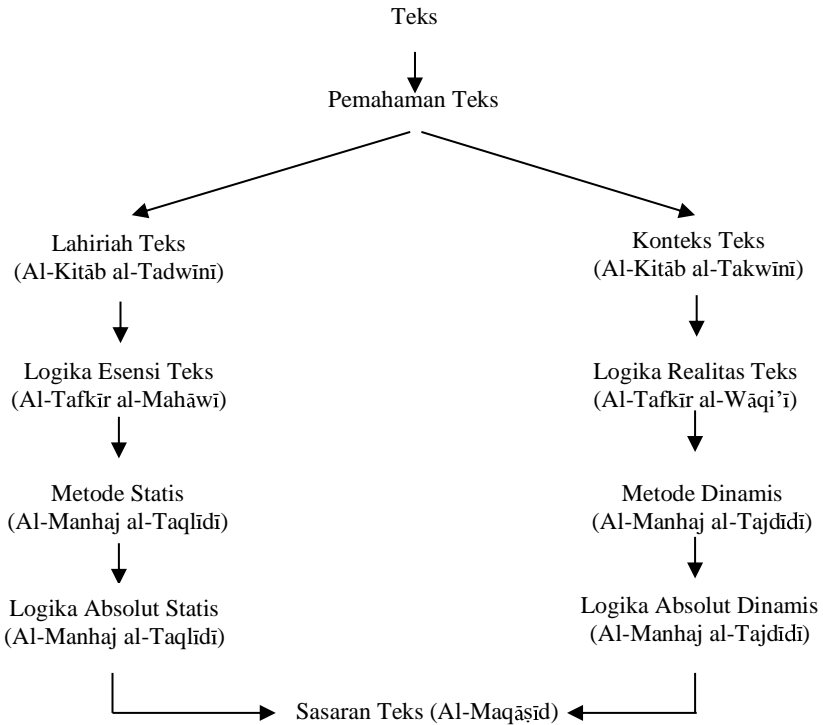 Teks
Pemahaman Teks
Lahiriah Teks
(Al-Kitāb al-Tadwīnī)
Konteks Teks
(Al-Kitāb al-Takwīnī)
Logika Esensi Teks
(Al-Tafkīr al-Mahāwī)
Logika Realitas Teks
(Al-Tafkīr al-Wāqi’ī)
Metode Statis
(Al-Manhaj al-Taqlīdī)
Metode Dinamis
(Al-Manhaj al-Tajdīdī)
Logika Absolut Statis
(Al-Manhaj al-Taqlīdī)
Logika Absolut Dinamis
(Al-Manhaj al-Tajdīdī)
Sasaran Teks (Al-Maqāṣīd)